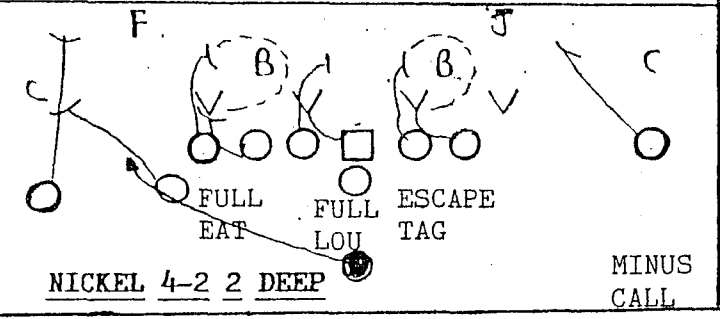 F J
C B B C
FULL EAT
FULL LOU
ESCAPE TAG
NICKEL 4-2 2 DEEP
MINUS CALL